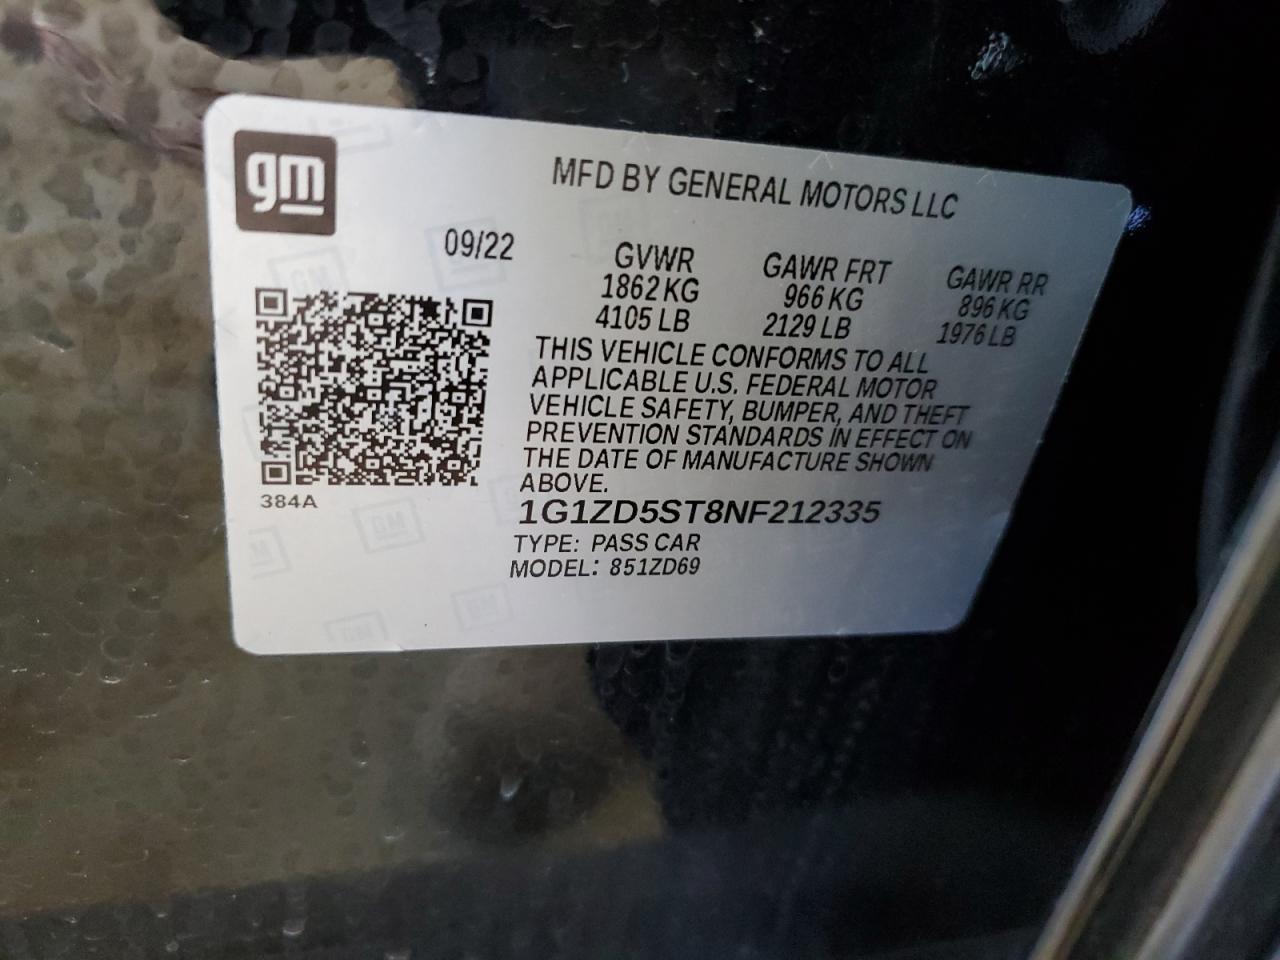 gm
MFD BY GENERAL MOTORS LLC
09/22
GVWR GAWR FRT GAWR RR
1862 KG 966 KG 896 KG
4105 LB 2129 LB 1976 LB
THIS VEHICLE CONFORMS TO ALL
APPLICABLE U.S. FEDERAL MOTOR
VEHICLE SAFETY, BUMPER, AND THEFT
PREVENTION STANDARDS IN EFFECT ON
THE DATE OF MANUFACTURE SHOWN
ABOVE.
384A
1G1ZD5ST8NF212335
TYPE: PASS CAR
MODEL: 851ZD69